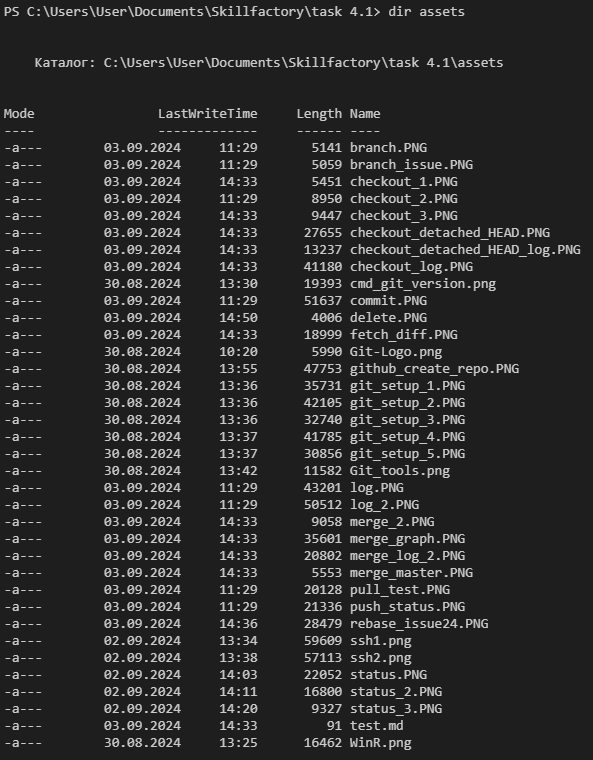 PS C:\Users\User\Documents\Skillfactory\task 4.1> dir assets
Каталог: C:\Users\User\Documents\Skillfactory\task 4.1\assets
Mode LastWriteTime Length Name
---- ------------- ------ ----
-a--- 03.09.2024 11:29 5141 branch.PNG
-a--- 03.09.2024 11:29 5059 branch_issue.PNG
-a--- 03.09.2024 14:33 5451 checkout_1.PNG
-a--- 03.09.2024 11:29 8950 checkout_2.PNG
-a--- 03.09.2024 14:33 9447 checkout_3.PNG
-a--- 03.09.2024 14:33 27655 checkout_detached_HEAD.PNG
-a--- 03.09.2024 14:33 13237 checkout_detached_HEAD_log.PNG
-a--- 03.09.2024 14:33 41180 checkout_log.PNG
-a--- 30.08.2024 13:30 19393 cmd_git_version.png
-a--- 03.09.2024 11:29 51637 commit.PNG
-a--- 03.09.2024 14:50 4006 delete.PNG
-a--- 03.09.2024 14:33 18999 fetch_diff.PNG
-a--- 30.08.2024 10:20 5990 Git-Logo.png
-a--- 30.08.2024 13:55 47753 github_create_repo.PNG
-a--- 30.08.2024 13:36 35731 git_setup_1.PNG
-a--- 30.08.2024 13:36 42105 git_setup_2.PNG
-a--- 30.08.2024 13:36 32740 git_setup_3.PNG
-a--- 30.08.2024 13:37 41785 git_setup_4.PNG
-a--- 30.08.2024 13:37 30856 git_setup_5.PNG
-a--- 30.08.2024 13:42 11582 Git_tools.png
-a--- 03.09.2024 11:29 43201 log.PNG
-a--- 03.09.2024 11:29 50512 log_2.PNG
-a--- 03.09.2024 14:33 9058 merge_2.PNG
-a--- 03.09.2024 14:33 35601 merge_graph.PNG
-a--- 03.09.2024 14:33 20802 merge_log_2.PNG
-a--- 03.09.2024 14:33 5553 merge_master.PNG
-a--- 03.09.2024 11:29 20128 pull_test.PNG
-a--- 03.09.2024 11:29 21336 push_status.PNG
-a--- 03.09.2024 14:36 28479 rebase_issue24.PNG
-a--- 02.09.2024 13:34 59609 ssh1.png
-a--- 02.09.2024 13:38 57113 ssh2.png
-a--- 02.09.2024 14:03 22052 status.PNG
-a--- 02.09.2024 14:11 16800 status_2.PNG
-a--- 02.09.2024 14:20 9327 status_3.PNG
-a--- 03.09.2024 14:33 91 test.md
-a--- 30.08.2024 13:25 16462 WinR.png